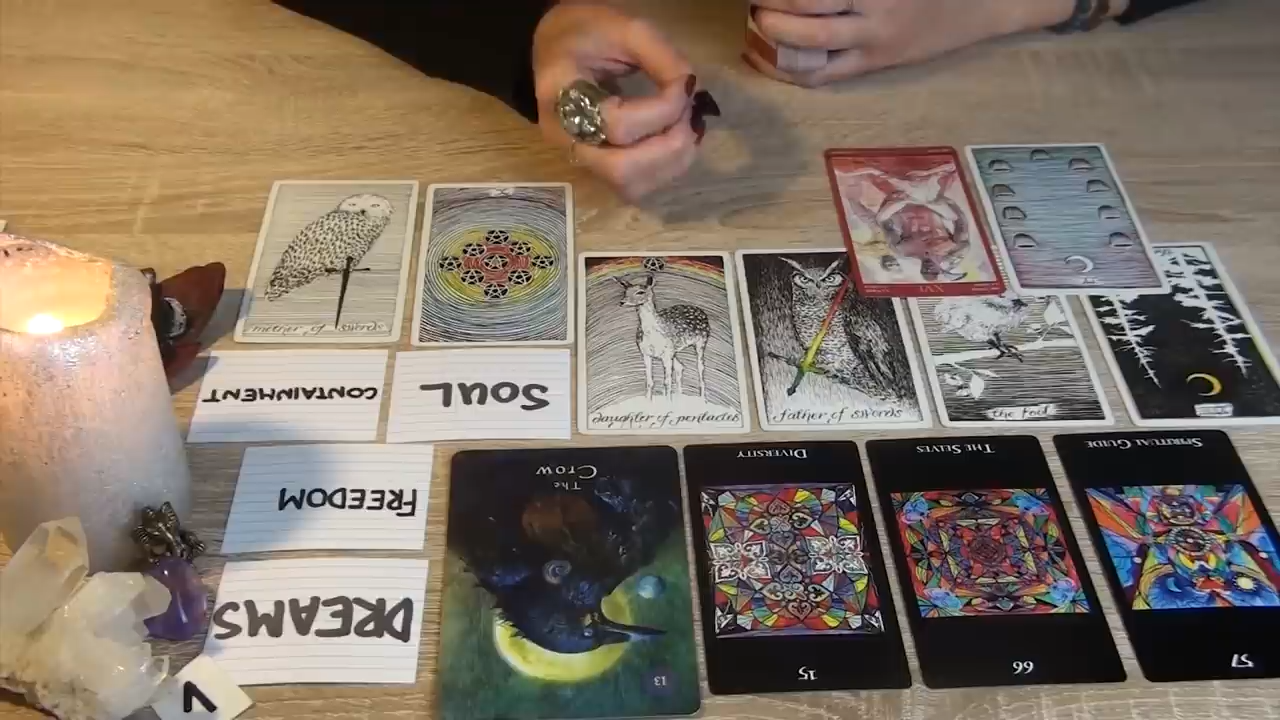 mother of swords
daughter of pentacles
father of swords
the fool
XVI
CONTAINMENT
SOUL
FREEDOM
DREAMS
The
Crow
13
DIVERSITY
15
THE SELVES
66
SPIRITUAL GUIDE
57
V